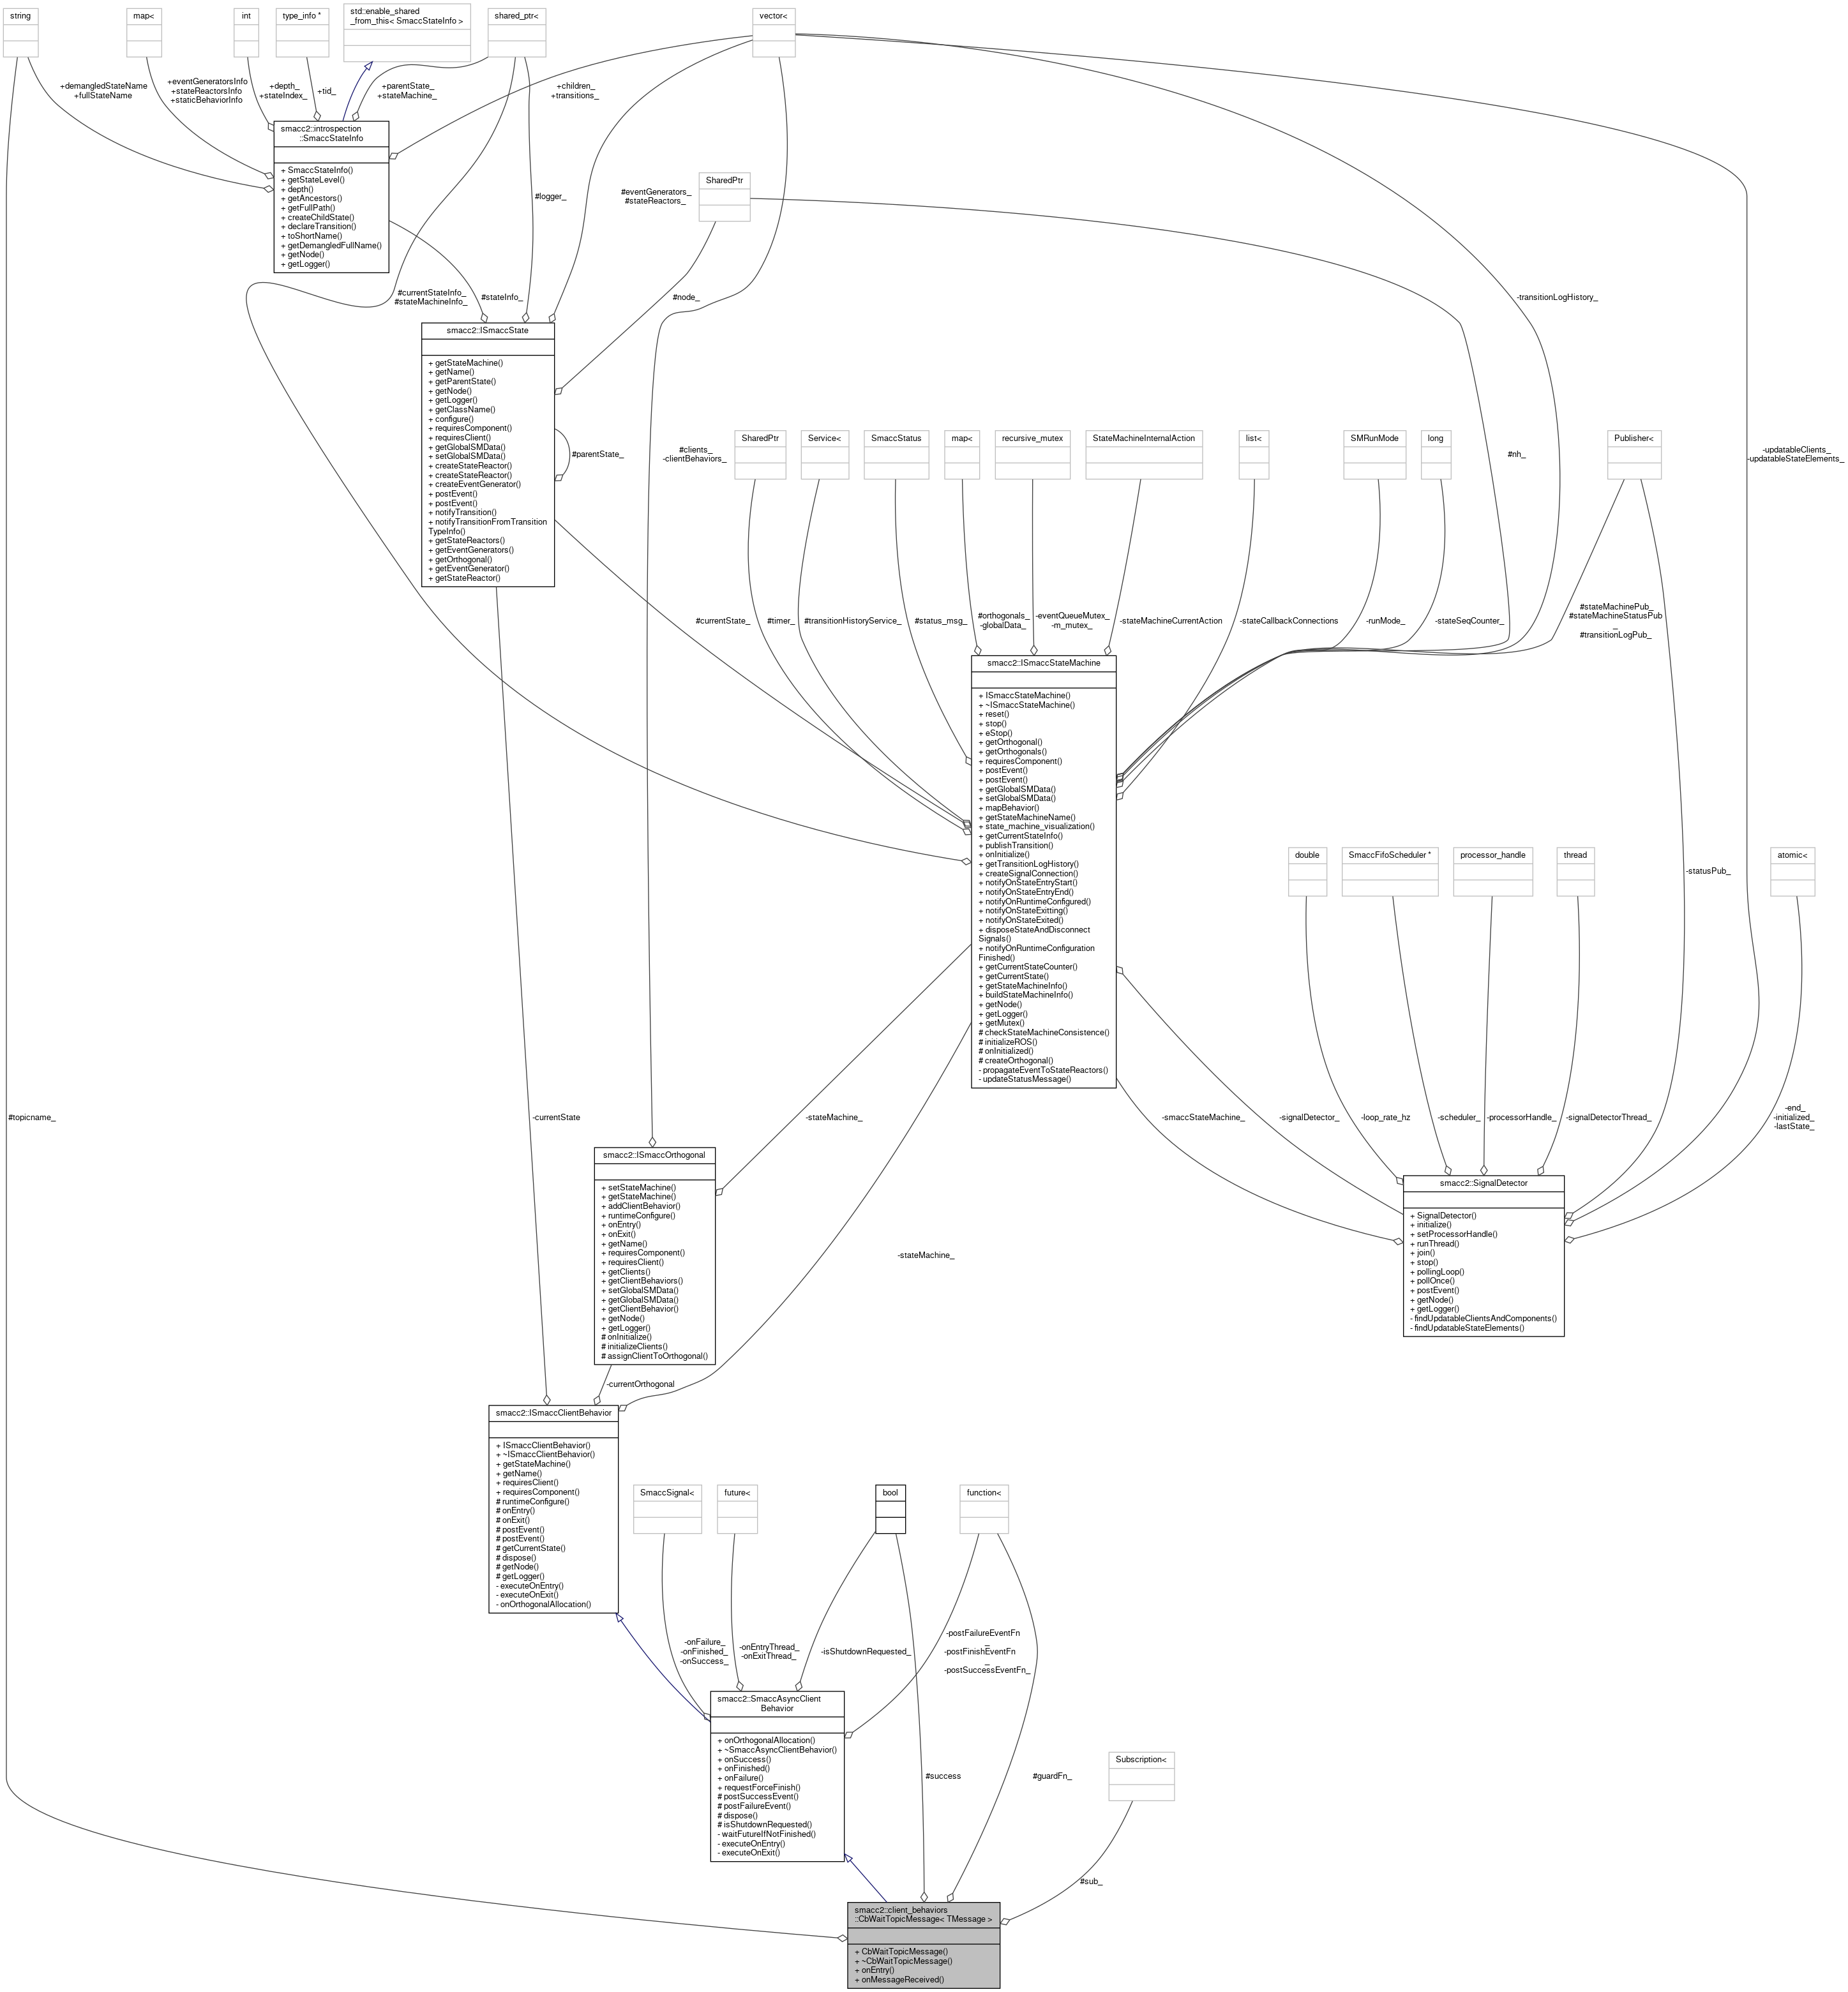 string
map<
int
type_info *
std::enable_shared
_from_this< SmaccStateInfo >
shared_ptr<
vector<
+demangledStateName
+fullStateName
+eventGeneratorsInfo
+stateReactorsInfo
+staticBehaviorInfo
+depth_
+stateIndex_
+tid_
+parentState_
+stateMachine_
+children_
+transitions_
smacc2::introspection
::SmaccStateInfo
+ SmaccStateInfo()
+ getStateLevel()
+ depth()
+ getAncestors()
+ getFullPath()
+ createChildState()
+ declareTransition()
+ toShortName()
+ getDemangledFullName()
+ getNode()
+ getLogger()
SharedPtr
#logger_
#eventGenerators_
#stateReactors_
#currentStateInfo_
#stateMachineInfo_
#stateInfo_
#node_
-transitionLogHistory_
smacc2::ISmaccState
+ getStateMachine()
+ getName()
+ getParentState()
+ getNode()
+ getLogger()
+ getClassName()
+ configure()
+ requiresComponent()
+ requiresClient()
+ getGlobalSMData()
+ setGlobalSMData()
+ createStateReactor()
+ createStateReactor()
+ createEventGenerator()
+ postEvent()
+ postEvent()
+ notifyTransition()
+ notifyTransitionFromTransition
TypeInfo()
+ getStateReactors()
+ getEventGenerators()
+ getOrthogonal()
+ getEventGenerator()
+ getStateReactor()
#parentState_
#clients_
-clientBehaviors_
SharedPtr
Service<
SmaccStatus
map<
recursive_mutex
StateMachineInternalAction
list<
SMRunMode
long
Publisher<
#nh_
-updatableClients_
-updatableStateElements_
#currentState_
#timer_
#transitionHistoryService_
#status_msg_
#orthogonals_
-globalData_
-eventQueueMutex_
-m_mutex_
-stateMachineCurrentAction
-stateCallbackConnections
-runMode_
-stateSeqCounter_
#stateMachinePub_
#stateMachineStatusPub
_
#transitionLogPub_
smacc2::ISmaccStateMachine
+ ISmaccStateMachine()
+ ~ISmaccStateMachine()
+ reset()
+ stop()
+ eStop()
+ getOrthogonal()
+ getOrthogonals()
+ requiresComponent()
+ postEvent()
+ postEvent()
+ getGlobalSMData()
+ setGlobalSMData()
+ mapBehavior()
+ getStateMachineName()
+ state_machine_visualization()
+ getCurrentStateInfo()
+ publishTransition()
+ onInitialize()
+ getTransitionLogHistory()
+ createSignalConnection()
+ notifyOnStateEntryStart()
+ notifyOnStateEntryEnd()
+ notifyOnRuntimeConfigured()
+ notifyOnStateExitting()
+ notifyOnStateExited()
+ disposeStateAndDisconnect
Signals()
+ notifyOnRuntimeConfiguration
Finished()
+ getCurrentStateCounter()
+ getCurrentState()
+ getStateMachineInfo()
+ buildStateMachineInfo()
+ getNode()
+ getLogger()
+ getMutex()
# checkStateMachineConsistence()
# initializeROS()
# onInitialized()
# createOrthogonal()
- propagateEventToStateReactors()
- updateStatusMessage()
double
SmaccFifoScheduler *
processor_handle
thread
atomic<
-statusPub_
#topicname_
-currentState
-stateMachine_
-smaccStateMachine_
-signalDetector_
-loop_rate_hz
-scheduler_
-processorHandle_
-signalDetectorThread_
-end_
-initialized_
-lastState_
smacc2::ISmaccOrthogonal
+ setStateMachine()
+ getStateMachine()
+ addClientBehavior()
+ runtimeConfigure()
+ onEntry()
+ onExit()
+ getName()
+ requiresComponent()
+ requiresClient()
+ getClients()
+ getClientBehaviors()
+ setGlobalSMData()
+ getGlobalSMData()
+ getClientBehavior()
+ getNode()
+ getLogger()
# onInitialize()
# initializeClients()
# assignClientToOrthogonal()
smacc2::SignalDetector
+ SignalDetector()
+ initialize()
+ setProcessorHandle()
+ runThread()
+ join()
+ stop()
+ pollingLoop()
+ pollOnce()
+ postEvent()
+ getNode()
+ getLogger()
- findUpdatableClientsAndComponents()
- findUpdatableStateElements()
-stateMachine_
-currentOrthogonal
smacc2::ISmaccClientBehavior
+ ISmaccClientBehavior()
+ ~ISmaccClientBehavior()
+ getStateMachine()
+ getName()
+ requiresClient()
+ requiresComponent()
# runtimeConfigure()
# onEntry()
# onExit()
# postEvent()
# postEvent()
# getCurrentState()
# dispose()
# getNode()
# getLogger()
- executeOnEntry()
- executeOnExit()
- onOrthogonalAllocation()
SmaccSignal<
future<
bool
function<
-onFailure_
-onFinished_
-onSuccess_
-onEntryThread_
-onExitThread_
-isShutdownRequested_
-postFailureEventFn
_
-postFinishEventFn
_
-postSuccessEventFn_
smacc2::SmaccAsyncClient
Behavior
+ onOrthogonalAllocation()
+ ~SmaccAsyncClientBehavior()
+ onSuccess()
+ onFinished()
+ onFailure()
+ requestForceFinish()
# postSuccessEvent()
# postFailureEvent()
# dispose()
# isShutdownRequested()
- waitFutureIfNotFinished()
- executeOnEntry()
- executeOnExit()
Subscription<
#success
#guardFn_
#sub_
smacc2::client_behaviors
::CbWaitTopicMessage< TMessage >
+ CbWaitTopicMessage()
+ ~CbWaitTopicMessage()
+ onEntry()
+ onMessageReceived()